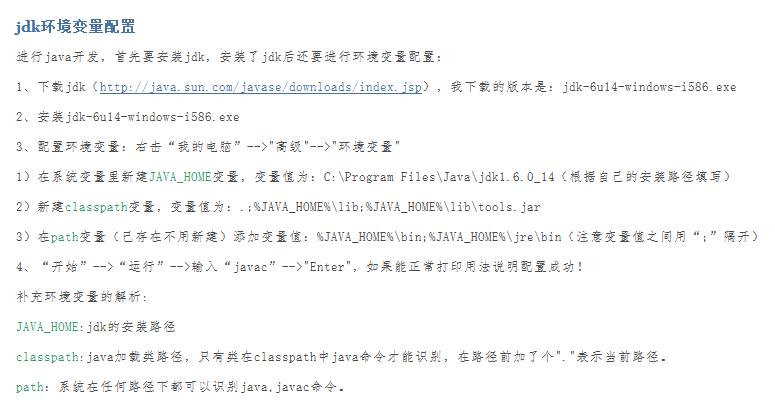 jdk环境变量配置
进行java开发，首先要安装jdk，安装了jdk后还要进行环境变量配置：
1、下载jdk（http://java.sun.com/javase/downloads/index.jsp），我下载的版本是：jdk-6u14-windows-i586.exe
2、安装jdk-6u14-windows-i586.exe
3、配置环境变量：右击“我的电脑”-->"高级"-->"环境变量"
1）在系统变量里新建JAVA_HOME变量，变量值为：C:\Program Files\Java\jdk1.6.0_14（根据自己的安装路径填写）
2）新建classpath变量，变量值为：.;%JAVA_HOME%\lib;%JAVA_HOME%\lib\tools.jar
3）在path变量（已存在不用新建）添加变量值：%JAVA_HOME%\bin;%JAVA_HOME%\jre\bin（注意变量值之间用“;”隔开）
4、“开始”-->“运行”-->输入“javac”-->"Enter"，如果能正常打印用法说明配置成功！
补充环境变量的解析:
JAVA_HOME:jdk的安装路径
classpath:java加载类路径，只有类在classpath中java命令才能识别，在路径前加了个"."表示当前路径。
path：系统在任何路径下都可以识别java,javac命令。